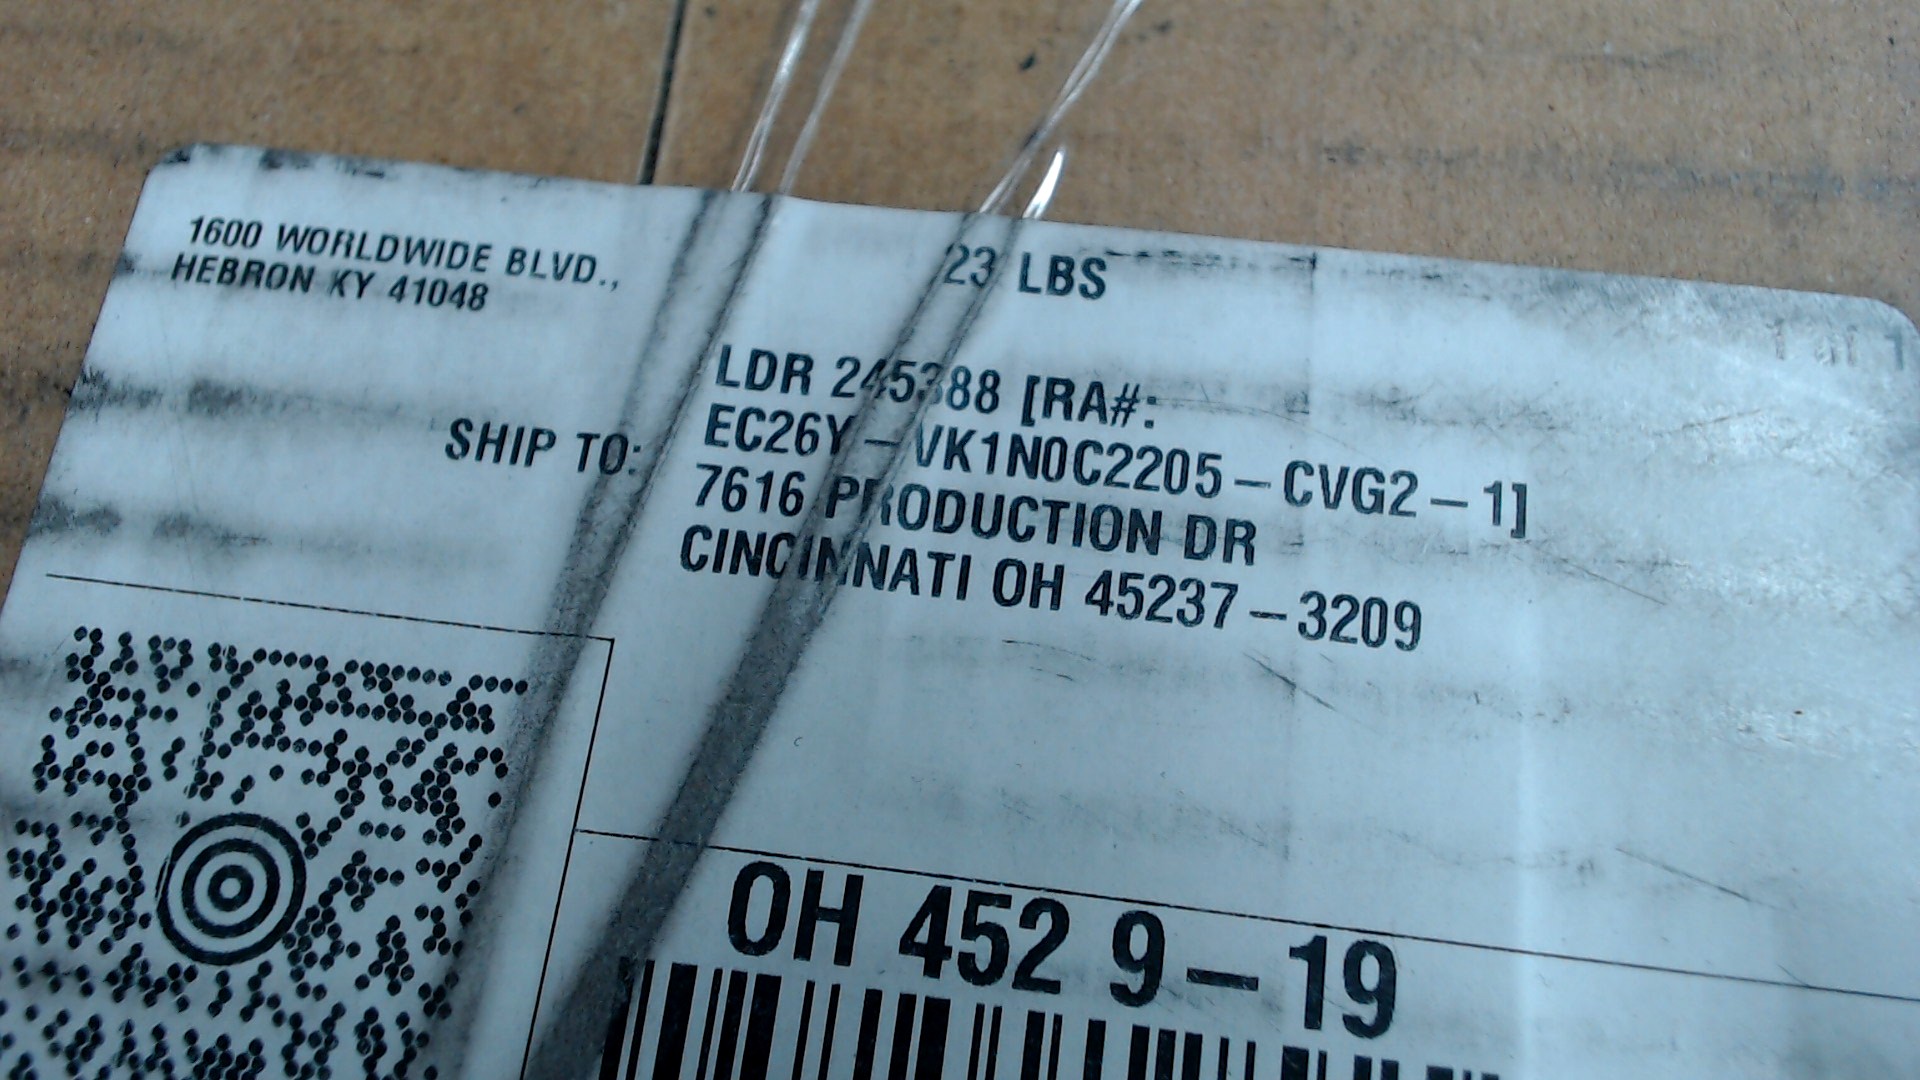 1600 WORLDWIDE BLVD.,
HEBRON KY 41048
23 LBS
SHIP TO:
LDR 245388 [RA#:
EC26Y-VK1N0C2205-CVG2-1]
7616 PRODUCTION DR
CINCINNATI OH 45237-3209
OH 452 9-19